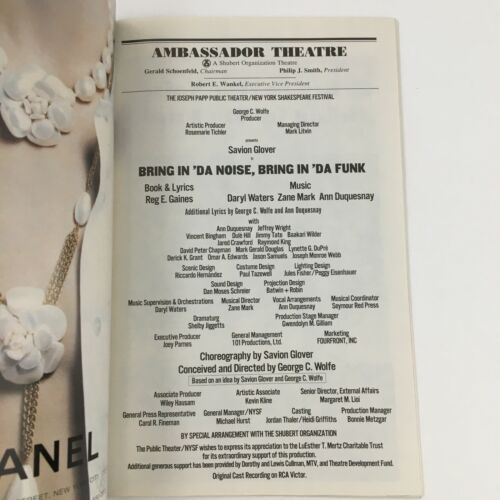 AMBASSADOR THEATRE
A Shubert Organization Theatre
Gerald Schoenfeld, Chairman Philip J. Smith, President
Robert E. Wankel, Executive Vice President
THE JOSEPH PAPP PUBLIC THEATER/NEW YORK SHAKESPEARE FESTIVAL
George C. Wolfe
Producer
Artistic Producer Managing Director
Rosemarie Tichler Mark Litvin
presents
Savion Glover
in
BRING IN 'DA NOISE, BRING IN 'DA FUNK
Book & Lyrics Music
Reg E. Gaines Daryl Waters Zane Mark Ann Duquesnay
Additional Lyrics by George C. Wolfe and Ann Duquesnay
with
Ann Duquesnay Jeffrey Wright
Vincent Bingham Dulé Hill Jimmy Tate Baakari Wilder
Jared Crawford Raymond King
David Peter Chapman Mark Gerald Douglas Lynette G. DuPré
Derick K. Grant Omar A. Edwards Jason Samuels Joseph Monroe Webb
Scenic Design Costume Design Lighting Design
Riccardo Hernández Paul Tazewell Jules Fisher/Peggy Eisenhauer
Sound Design Projection Design
Dan Moses Schreier Batwin + Robin
Music Supervision & Orchestrations Musical Director Vocal Arrangements Musical Coordinator
Daryl Waters Zane Mark Ann Duquesnay Seymour Red Press
Dramaturg Production Stage Manager
Shelby Jiggetts Gwendolyn M. Gilliam
Executive Producer General Management Marketing
Joey Parnes 101 Productions, Ltd. FOURFRONT, INC
Choreography by Savion Glover
Conceived and Directed by George C. Wolfe
Based on an idea by Savion Glover and George C. Wolfe
Associate Producer Artistic Associate Senior Director, External Affairs
Wiley Hausam Kevin Kline Margaret M. Lioi
General Press Representative General Manager/NYSF Casting Production Manager
Carol R. Fineman Michael Hurst Jordan Thaler/Heidi Griffiths Bonnie Metzgar
BY SPECIAL ARRANGEMENT WITH THE SHUBERT ORGANIZATION
The Public Theater/NYSF wishes to express its appreciation to the LuEsther T. Mertz Charitable Trust
for its extraordinary support of this production.
Additional generous support has been provided by Dorothy and Lewis Cullman, MTV, and Theatre Development Fund.
Original Cast Recording on RCA Victor.
ANEL
STREET, NEW YORK